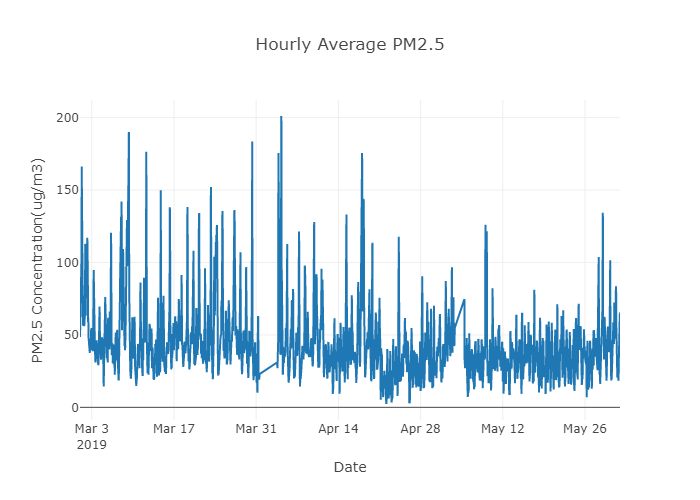 Hourly Average PM2.5
PM2.5 Concentration(ug/m3)
200
150
100
50
0
Mar 3
2019
Mar 17
Mar 31
Apr 14
Apr 28
May 12
May 26
Date